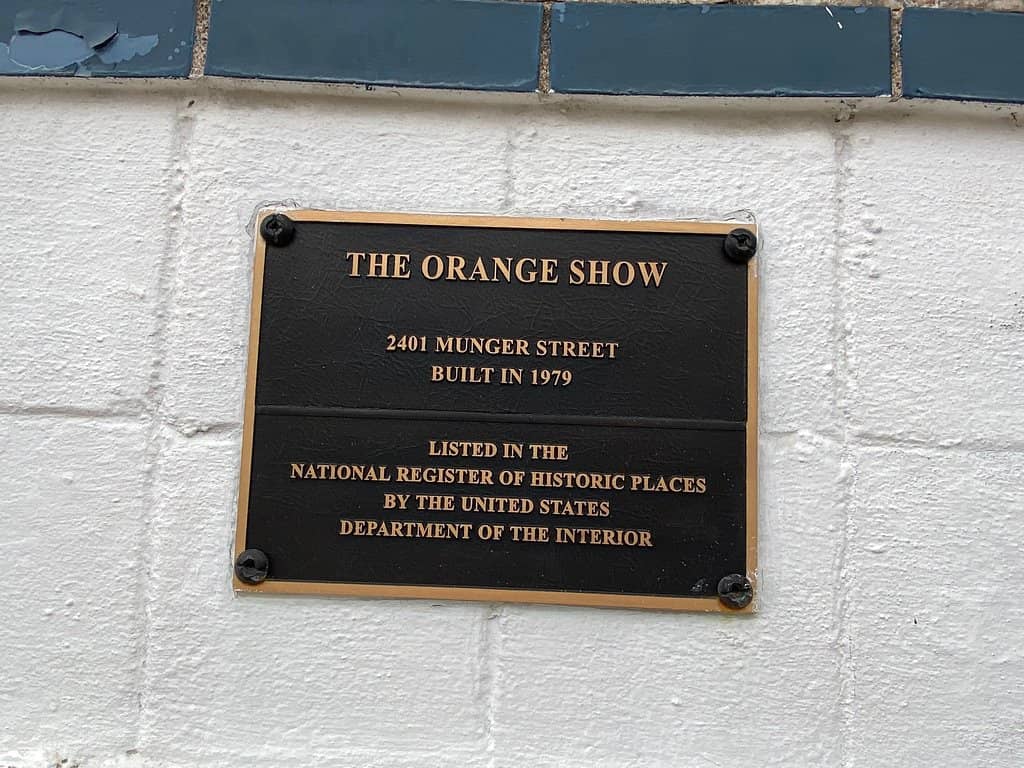 THE ORANGE SHOW
2401 MUNGER STREET
BUILT IN 1979
LISTED IN THE
NATIONAL REGISTER OF HISTORIC PLACES
BY THE UNITED STATES
DEPARTMENT OF THE INTERIOR